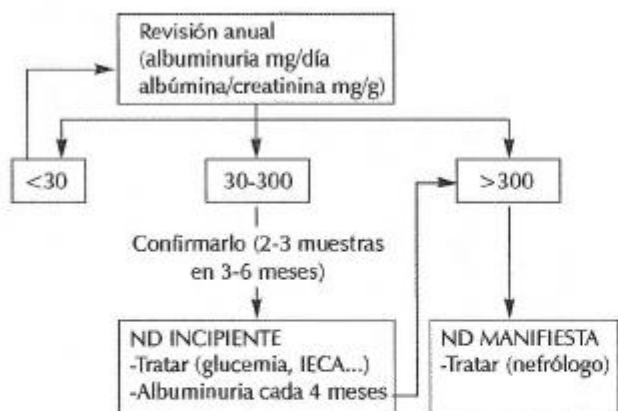 Revisión anual
(albuminuria mg/día
albúmina/creatinina mg/g)
<30
30-300
>300
Confirmarlo (2-3 muestras
en 3-6 meses)
ND INCIPIENTE
-Tratar (glucemia, IECA...)
-Albuminuria cada 4 meses
ND MANIFIESTA
-Tratar (nefrólogo)